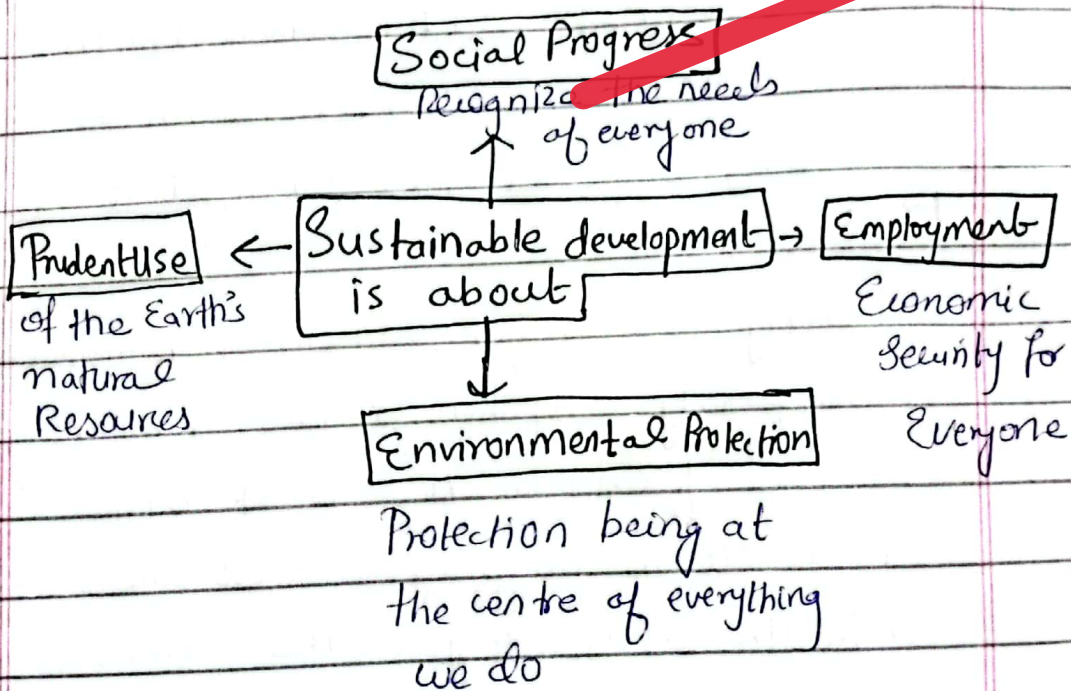 Social Progress
Recognize the needs
of everyone
Prudent Use
of the Earth's
natural
Resources
Sustainable development
is about
Employment
Economic
Security for
Everyone
Environmental Protection
Protection being at
the centre of everything
we do